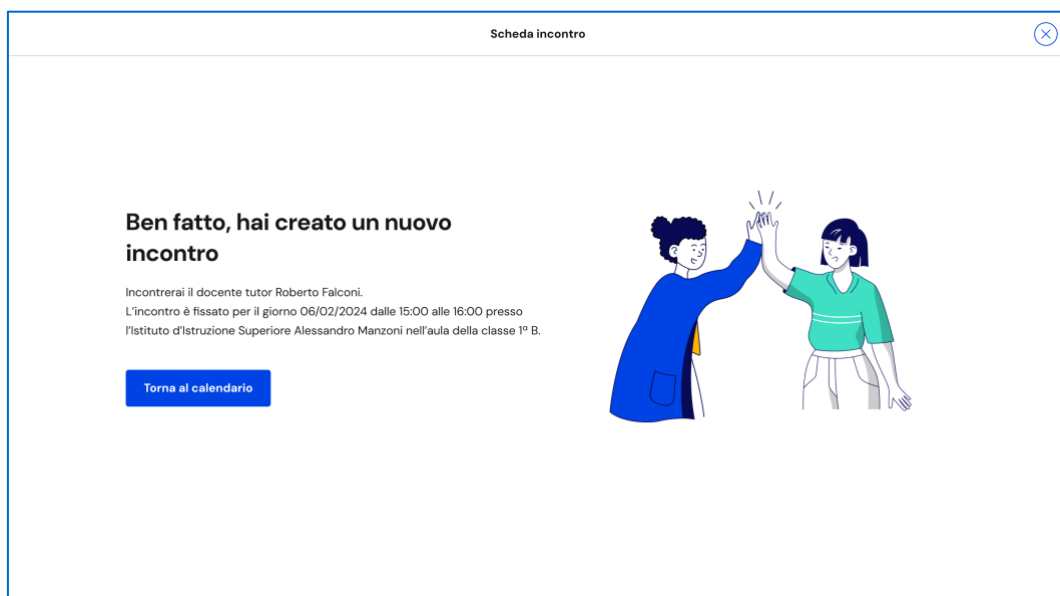 Scheda incontro
Ben fatto, hai creato un nuovo
incontro
Incontrerai il docente tutor Roberto Falconi.
L'incontro è fissato per il giorno 06/02/2024 dalle 15:00 alle 16:00 presso
l'Istituto d'Istruzione Superiore Alessandro Manzoni nell'aula della classe 1ª B.
Torna al calendario